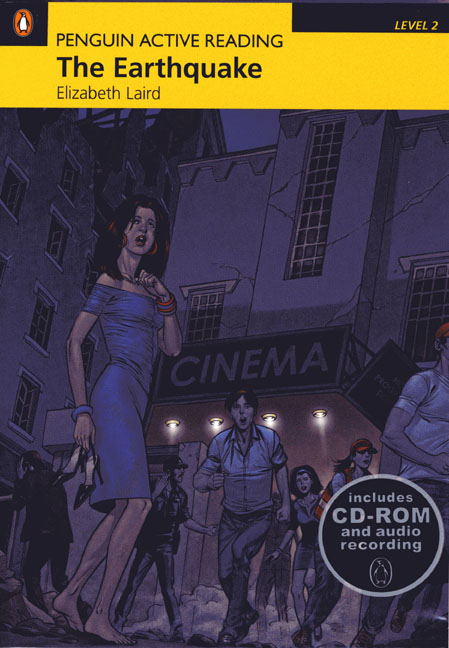 LEVEL 2
PENGUIN ACTIVE READING
The Earthquake
Elizabeth Laird
CINEMA
includes
CD-ROM
and audio
recording